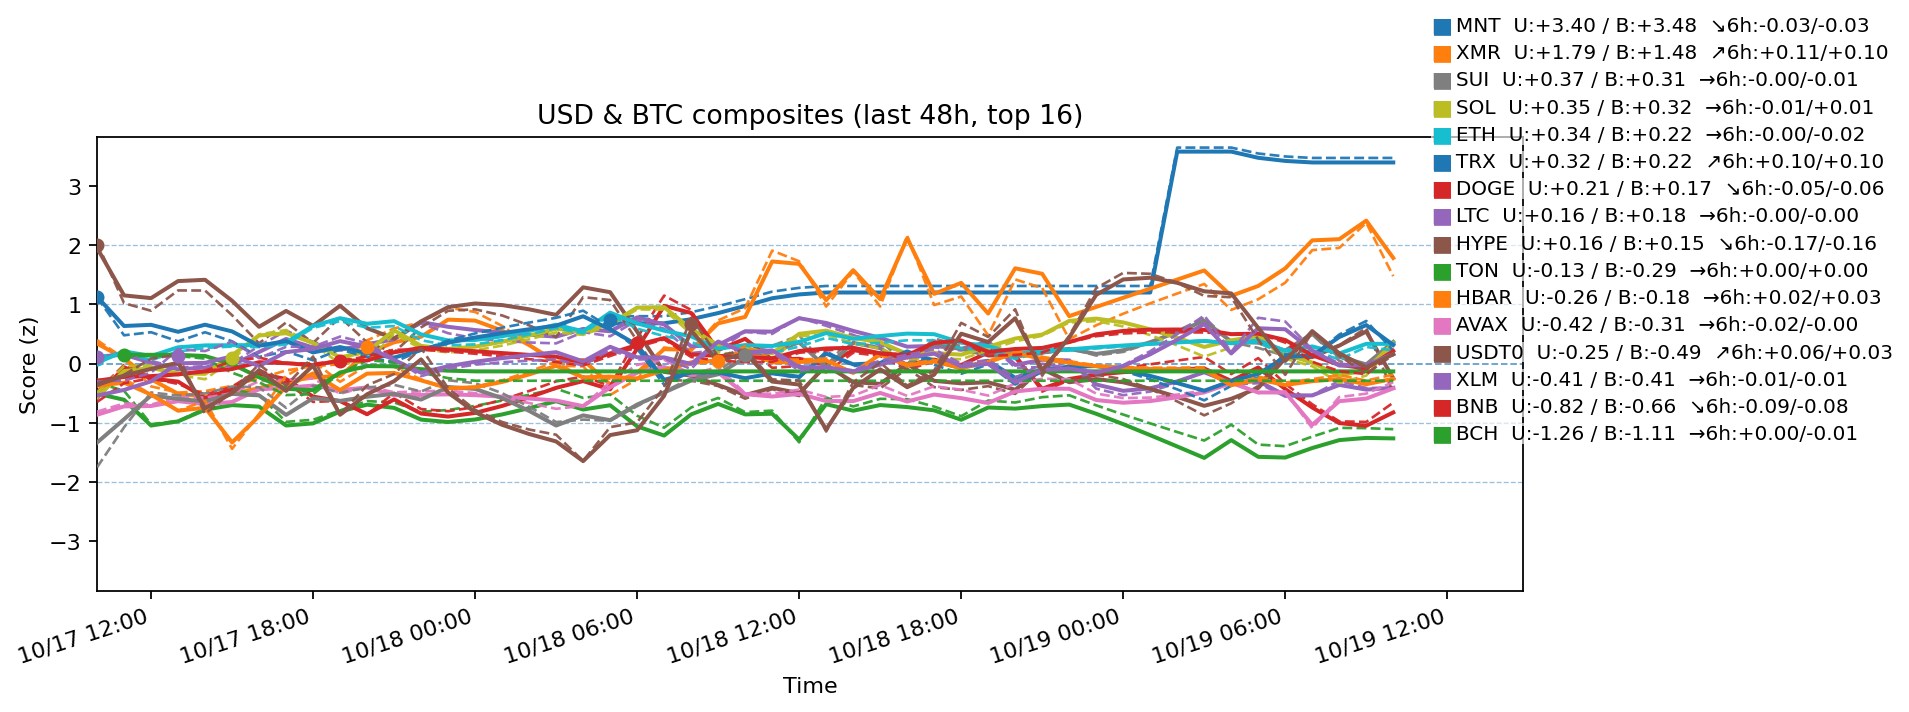 MNT  U:+3.40 / B:+3.48  ↘6h:-0.03/-0.03
XMR  U:+1.79 / B:+1.48  ↗6h:+0.11/+0.10
SUI  U:+0.37 / B:+0.31  →6h:-0.00/-0.01
SOL  U:+0.35 / B:+0.32  →6h:-0.01/+0.01
ETH  U:+0.34 / B:+0.22  →6h:-0.00/-0.02
TRX  U:+0.32 / B:+0.22  ↗6h:+0.10/+0.10
DOGE  U:+0.21 / B:+0.17  ↘6h:-0.05/-0.06
LTC  U:+0.16 / B:+0.18  →6h:-0.00/-0.00
HYPE  U:+0.16 / B:+0.15  ↘6h:-0.17/-0.16
TON  U:-0.13 / B:-0.29  →6h:+0.00/+0.00
HBAR  U:-0.26 / B:-0.18  →6h:+0.02/+0.03
AVAX  U:-0.42 / B:-0.31  →6h:-0.02/-0.00
USDT0  U:-0.25 / B:-0.49  ↗6h:+0.06/+0.03
XLM  U:-0.41 / B:-0.41  →6h:-0.01/-0.01
BNB  U:-0.82 / B:-0.66  ↘6h:-0.09/-0.08
BCH  U:-1.26 / B:-1.11  →6h:+0.00/-0.01
USD & BTC composites (last 48h, top 16)
Score (z)
3
2
1
0
−1
−2
−3
10/17 12:00
10/17 18:00
10/18 00:00
10/18 06:00
10/18 12:00
10/18 18:00
10/19 00:00
10/19 06:00
10/19 12:00
Time